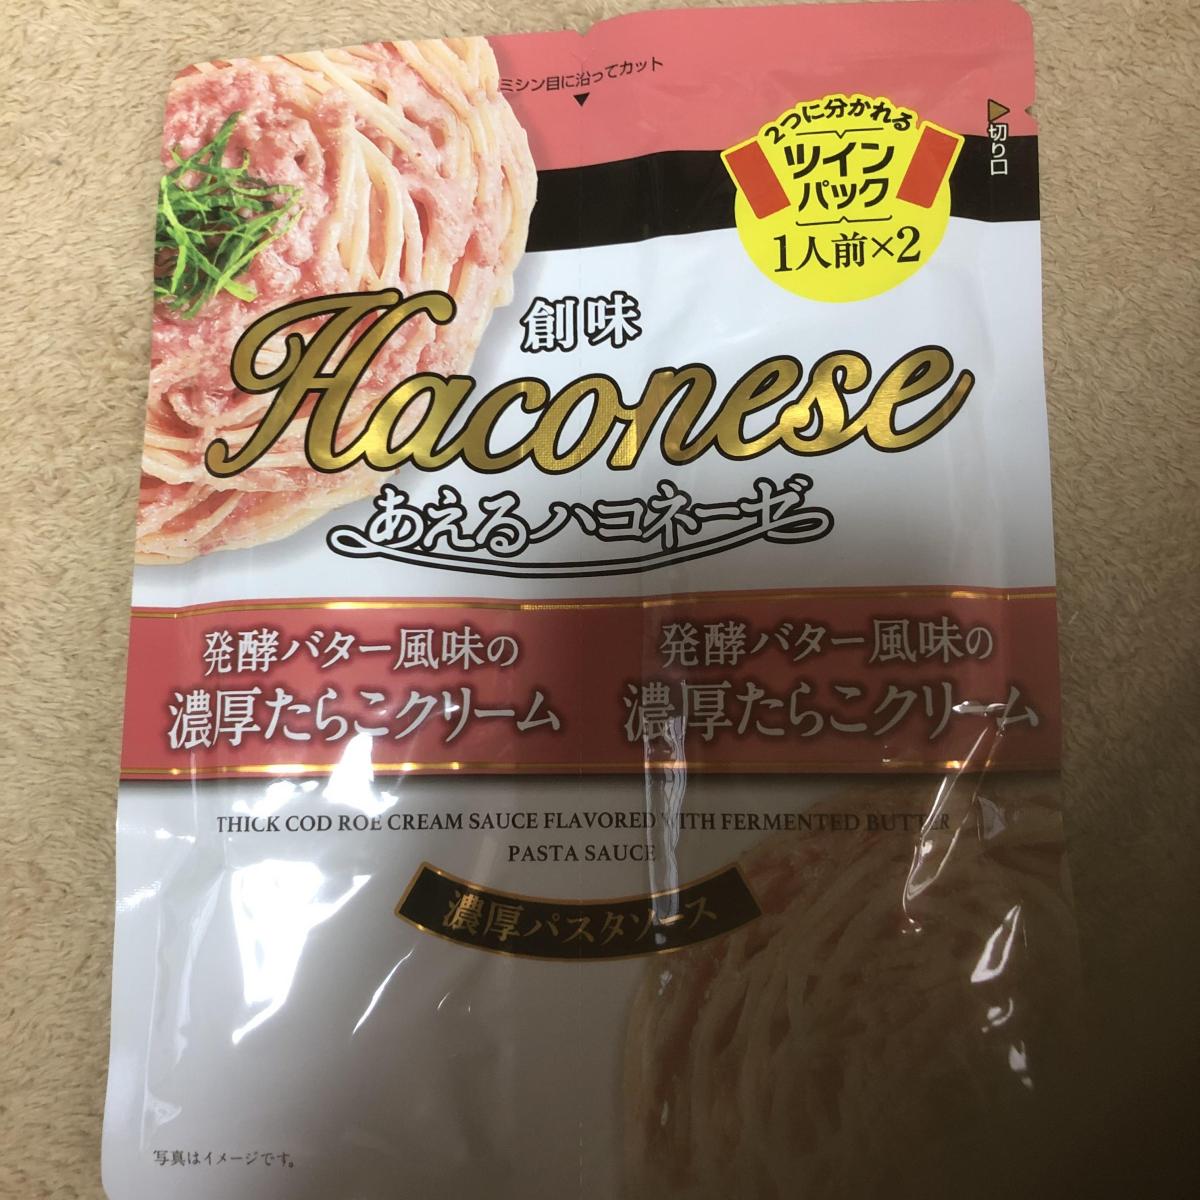 ミシン目に沿ってカット
2つに分かれる
ツイン
パック
1人前×2
切り口
創味
Haconese
あえるハコネーゼ
発酵バター風味の
濃厚たらこクリーム
発酵バター風味の
濃厚たらこクリーム
THICK COD ROE CREAM SAUCE FLAVORED WITH FERMENTED BUTTER
PASTA SAUCE
濃厚パスタソース
写真はイメージです。